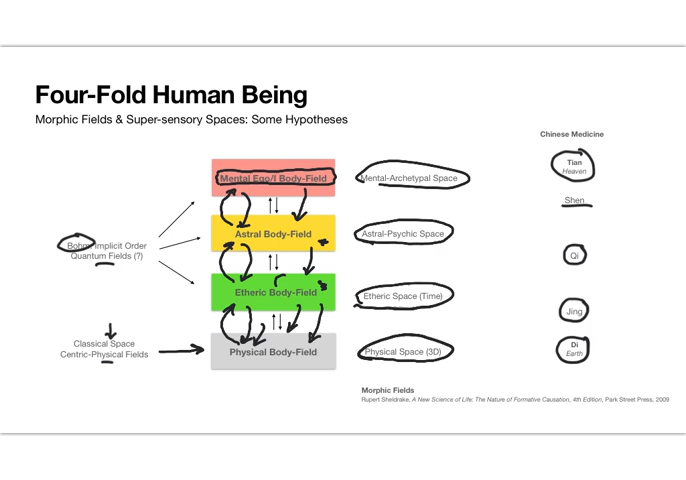 Four-Fold Human Being
Morphic Fields & Super-sensory Spaces: Some Hypotheses
Chinese Medicine
Mental Ego/I Body-Field
Mental-Archetypal Space
Tian
Heaven
Shen
Astral Body-Field
Astral-Psychic Space
Bohm Implicit Order
Quantum Fields (?)
Qi
Etheric Body-Field
Etheric Space (Time)
Jing
Classical Space
Centric-Physical Fields
Physical Body-Field
Physical Space (3D)
Di
Earth
Morphic Fields
Rupert Sheldrake, A New Science of Life: The Nature of Formative Causation, 4th Edition, Park Street Press, 2009